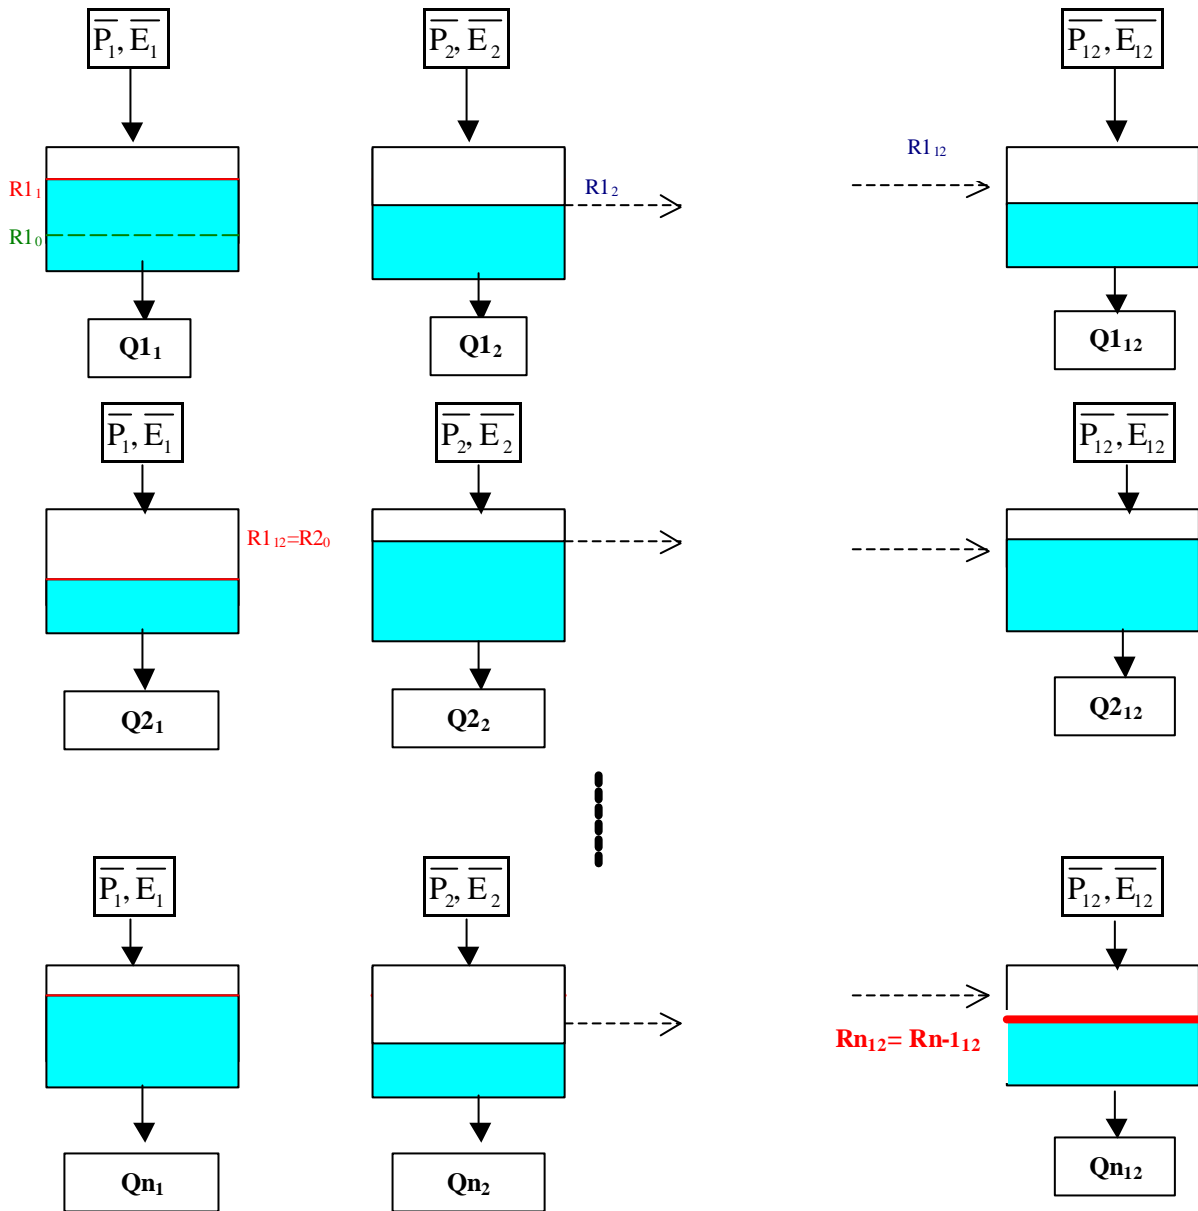 P₁, E₁
P₂, E₂
P₁₂, E₁₂
R1₁
R1₀
R1₂
R1₁₂
Q1₁
Q1₂
Q1₁₂
P₁, E₁
P₂, E₂
P₁₂, E₁₂
R1₁₂=R2₀
Q2₁
Q2₂
Q2₁₂
P₁, E₁
P₂, E₂
P₁₂, E₁₂
Rn₁₂= Rn-1₁₂
Qn₁
Qn₂
Qn₁₂